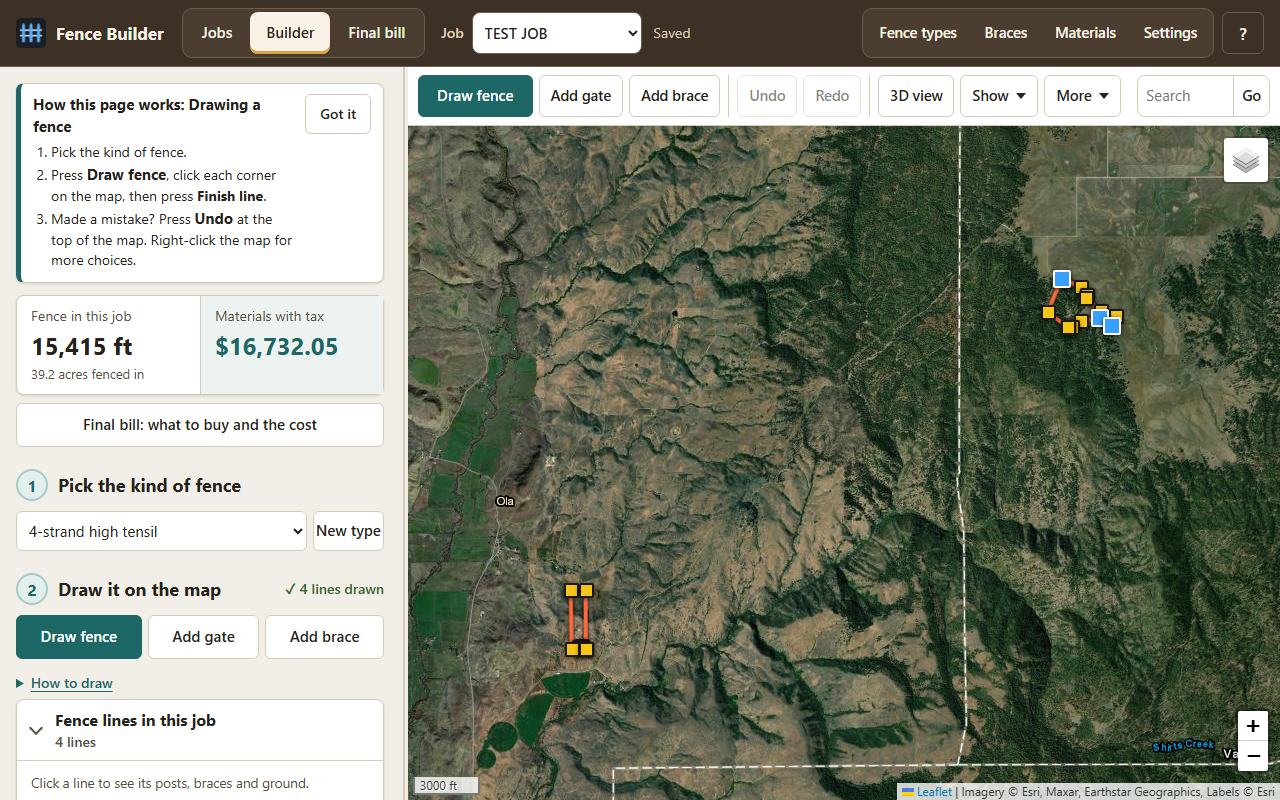 Fence Builder
Jobs
Builder
Final bill
Job
TEST JOB
Saved
Fence types
Braces
Materials
Settings
?
How this page works: Drawing a
fence
Got it
1. Pick the kind of fence.
2. Press Draw fence, click each corner
on the map, then press Finish line.
3. Made a mistake? Press Undo at the
top of the map. Right-click the map for
more choices.
Fence in this job
15,415 ft
39.2 acres fenced in
Materials with tax
$16,732.05
Final bill: what to buy and the cost
1
Pick the kind of fence
4-strand high tensil
New type
2
Draw it on the map
✓ 4 lines drawn
Draw fence
Add gate
Add brace
How to draw
Fence lines in this job
4 lines
Click a line to see its posts, braces and ground.
Draw fence
Add gate
Add brace
Undo
Redo
3D view
Show
More
Search
Go
Ola
Shirts Creek
Va
+
−
3000 ft
Leaflet | Imagery © Esri, Maxar, Earthstar Geographics, Labels © Esri